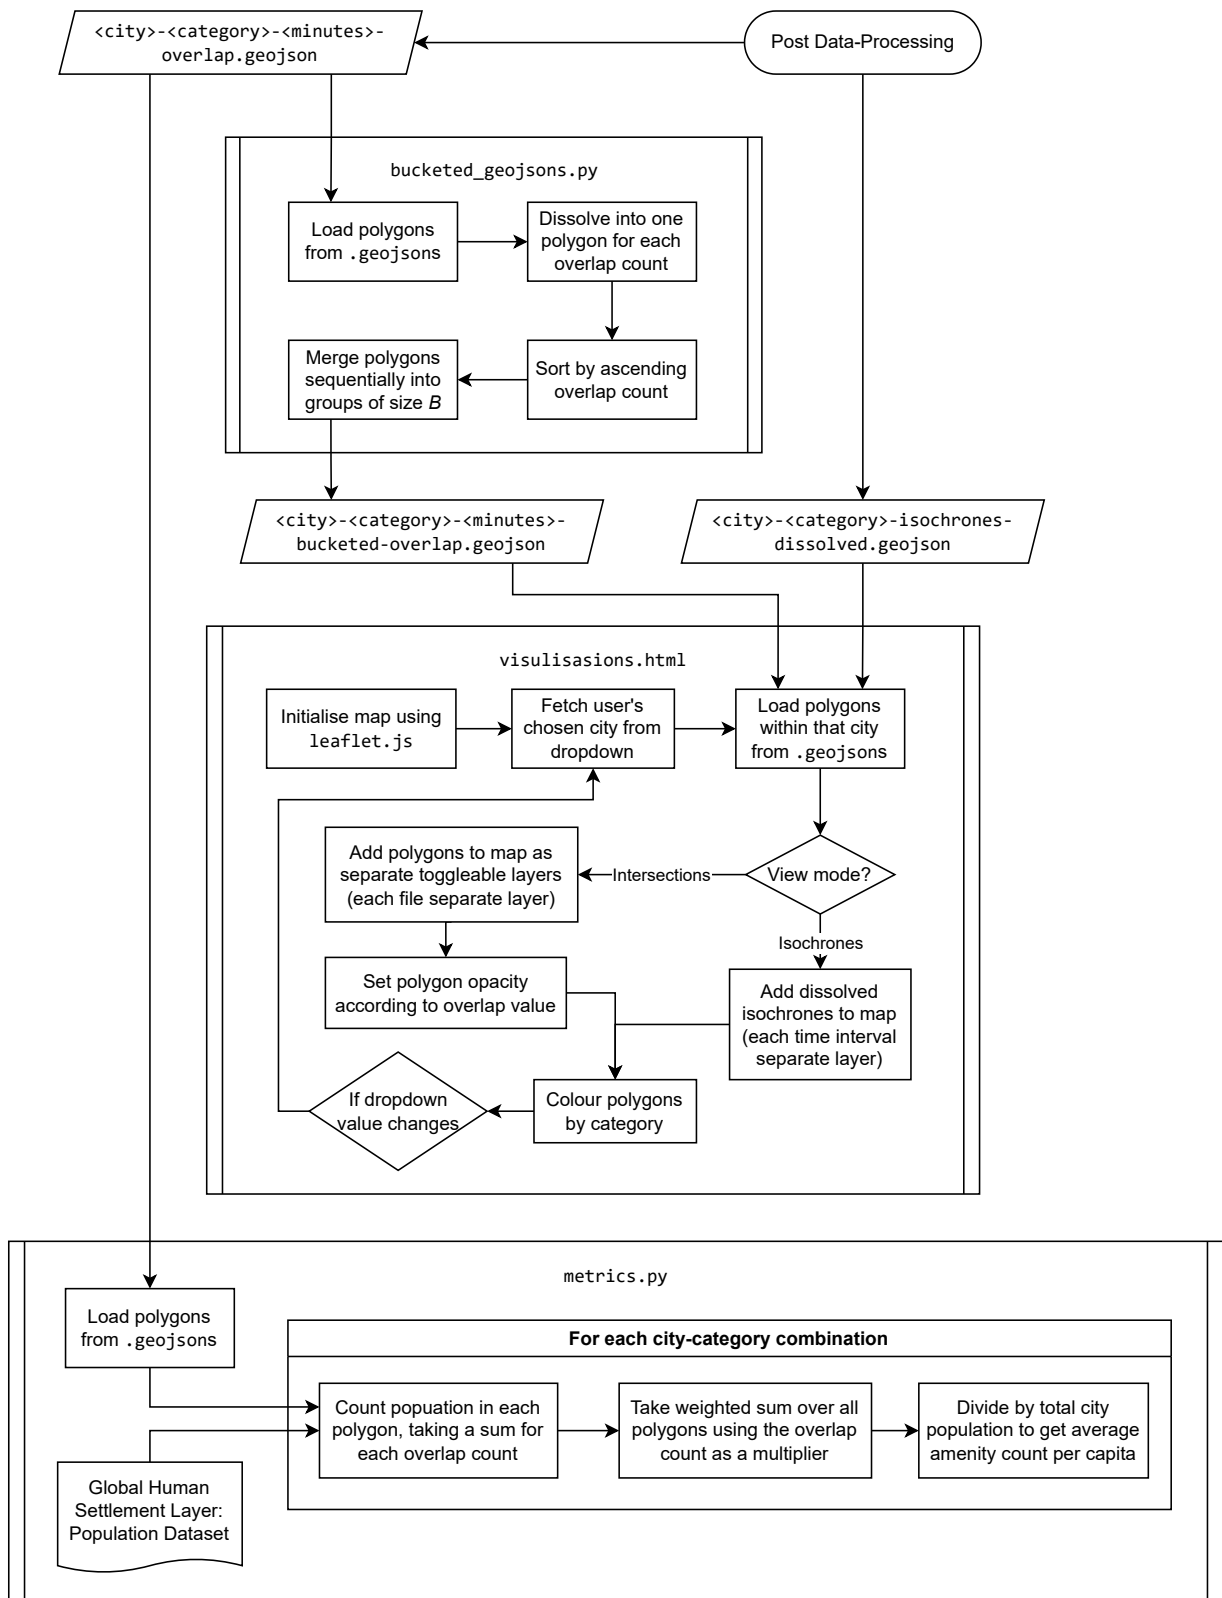 <city>-<category>-<minutes>-
overlap.geojson
Post Data-Processing
bucketed_geojsons.py
Load polygons
from .geojsons
Dissolve into one
polygon for each
overlap count
Merge polygons
sequentially into
groups of size B
Sort by ascending
overlap count
<city>-<category>-<minutes>-
bucketed-overlap.geojson
<city>-<category>-isochrones-
dissolved.geojson
visulisasions.html
Initialise map using
leaflet.js
Fetch user's
chosen city from
dropdown
Load polygons
within that city
from .geojsons
Add polygons to map as
separate toggleable layers
(each file separate layer)
Intersections
View mode?
Isochrones
Set polygon opacity
according to overlap value
Add dissolved
isochrones to map
(each time interval
separate layer)
If dropdown
value changes
Colour polygons
by category
metrics.py
Load polygons
from .geojsons
For each city-category combination
Count popuation in each
polygon, taking a sum for
each overlap count
Take weighted sum over all
polygons using the overlap
count as a multiplier
Divide by total city
population to get average
amenity count per capita
Global Human
Settlement Layer:
Population Dataset